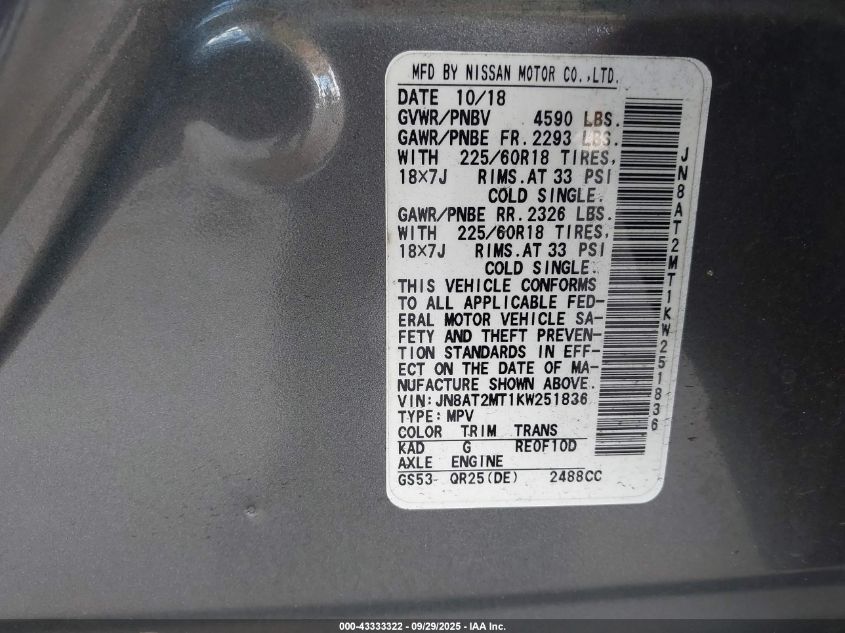 MFD BY NISSAN MOTOR CO.,LTD.
DATE 10/18
GVWR/PNBV 4590 LBS.
GAWR/PNBE FR. 2293 LBS.
WITH 225/60R18 TIRES,
18X7J RIMS. AT 33 PSI
COLD SINGLE.
GAWR/PNBE RR. 2326 LBS.
WITH 225/60R18 TIRES,
18X7J RIMS. AT 33 PSI
COLD SINGLE.
THIS VEHICLE CONFORMS
TO ALL APPLICABLE FED-
ERAL MOTOR VEHICLE SA-
FETY AND THEFT PREVEN-
TION STANDARDS IN EFF-
ECT ON THE DATE OF MA-
NUFACTURE SHOWN ABOVE.
VIN: JN8AT2MT1KW251836
TYPE: MPV
COLOR TRIM TRANS
KAD G RE0F10D
AXLE ENGINE
GS53- QR25(DE) 2488CC
JN8AT2MT1KW251836
000-43333322 | 09/29/2025 - IAA Inc.